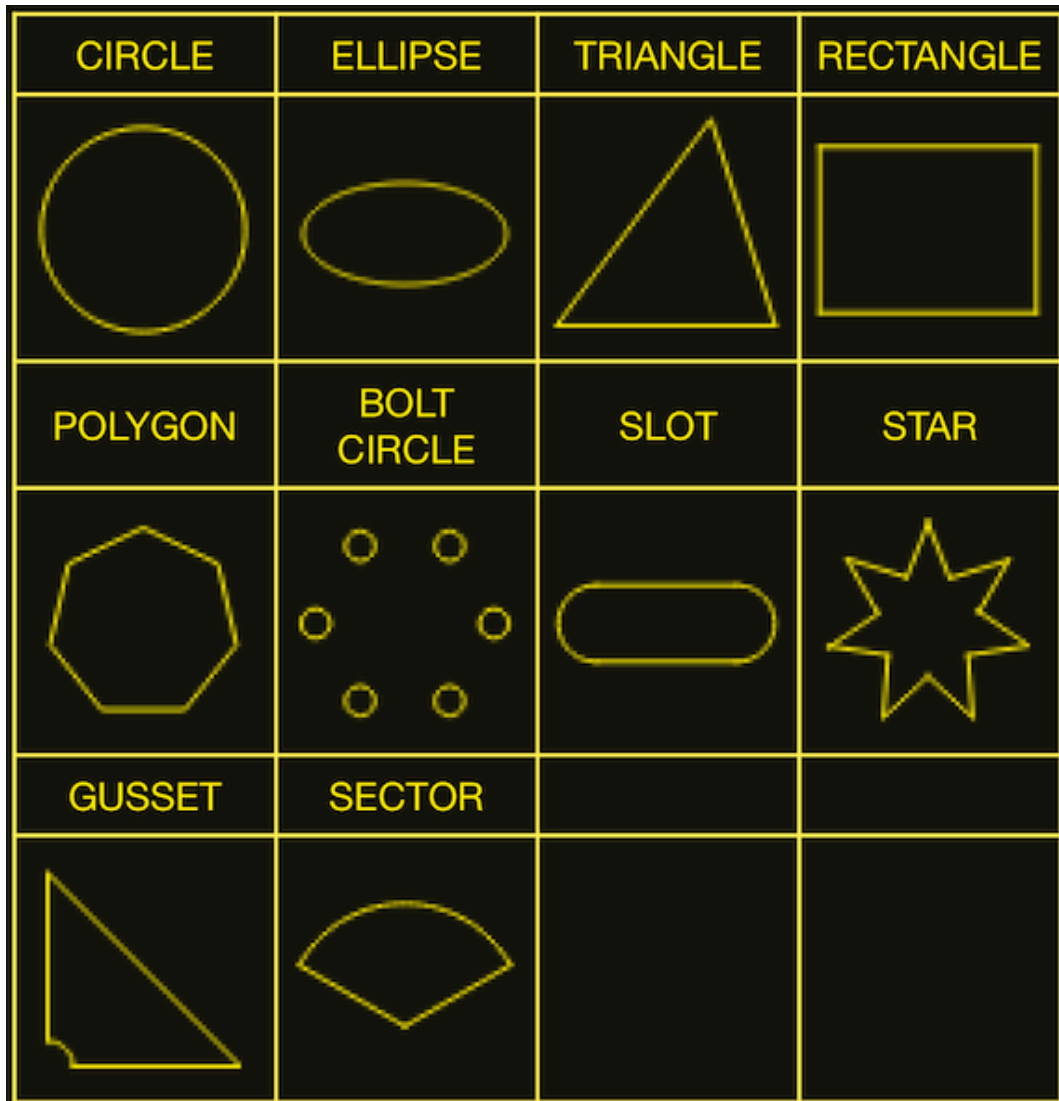 CIRCLE
ELLIPSE
TRIANGLE
RECTANGLE
POLYGON
BOLT
CIRCLE
SLOT
STAR
GUSSET
SECTOR